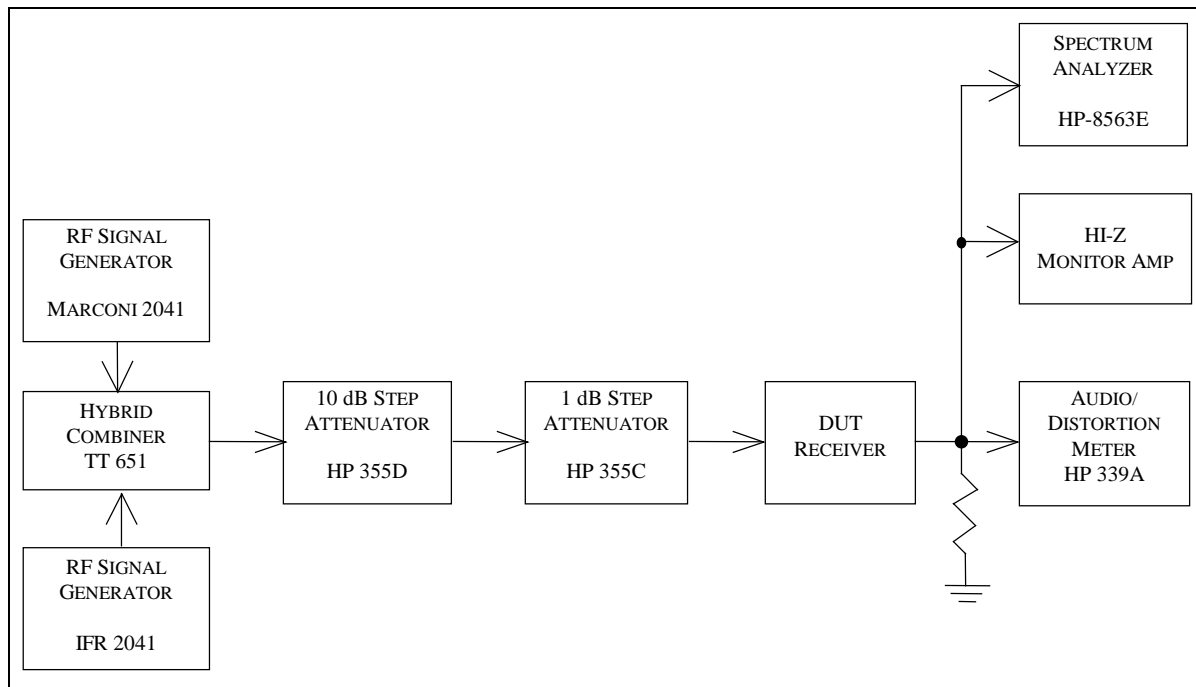 SPECTRUM
ANALYZER
HP-8563E
RF SIGNAL
GENERATOR
MARCONI 2041
HI-Z
MONITOR AMP
HYBRID
COMBINER
TT 651
10 dB STEP
ATTENUATOR
HP 355D
1 dB STEP
ATTENUATOR
HP 355C
DUT
RECEIVER
AUDIO/
DISTORTION
METER
HP 339A
RF SIGNAL
GENERATOR
IFR 2041